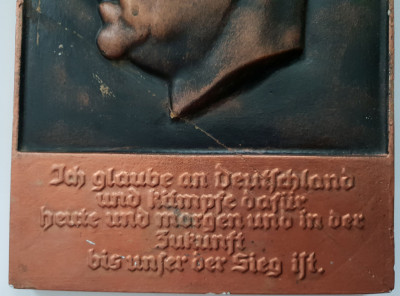 Ich glaube an Deutschland
und kämpfe dafür
heute und morgen und in der
Zukunft
bis unser der Sieg ist.